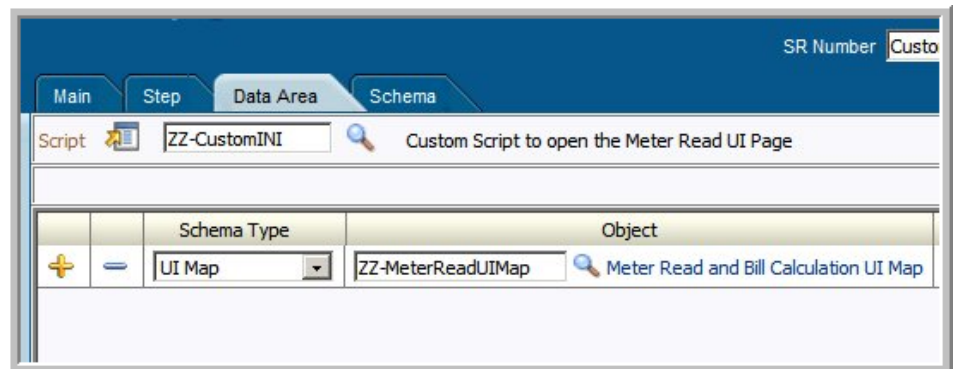 SR Number Custo
Main Step Data Area Schema
Script ZZ-CustomINI Custom Script to open the Meter Read UI Page
Schema Type Object
UI Map ZZ-MeterReadUIMap Meter Read and Bill Calculation UI Map